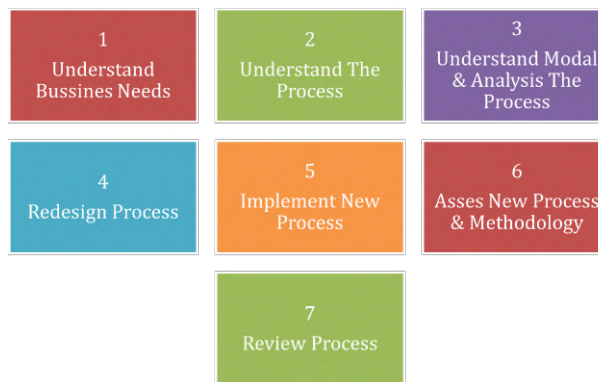 1
Understand
Bussines Needs
2
Understand The
Process
3
Understand Modal
& Analysis The
Process
4
Redesign Process
5
Implement New
Process
6
Asses New Process
& Methodology
7
Review Process